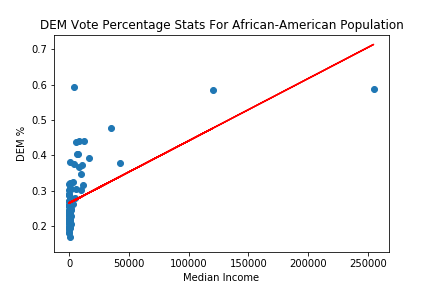 DEM Vote Percentage Stats For African-American Population
0.7
0.6
0.5
0.4
0.3
0.2
DEM %
0 50000 100000 150000 200000 250000
Median Income